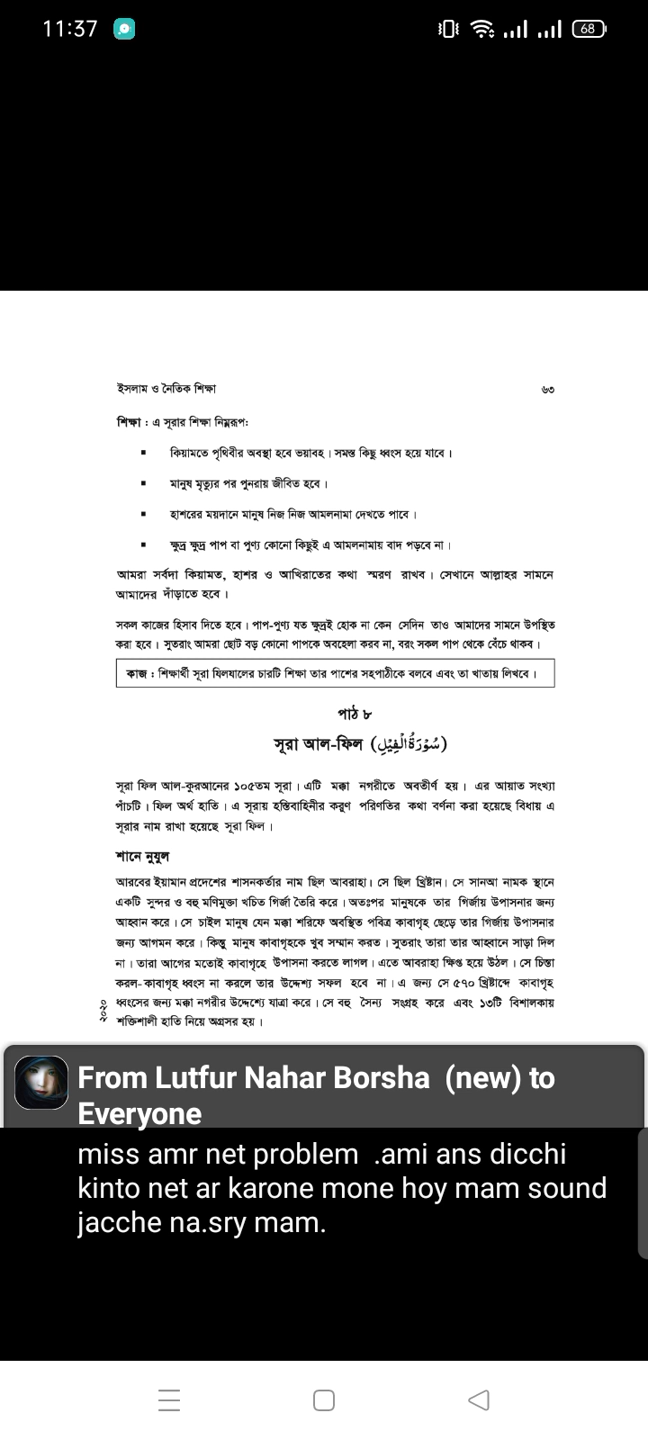 11:37
68
ইসলাম ও নৈতিক শিক্ষা ৬৩
শিক্ষা : এ সূরার শিক্ষা নিম্নরূপ:
▪ কিয়ামতে পৃথিবীর অবস্থা হবে ভয়াবহ। সমস্ত কিছু ধ্বংস হয়ে যাবে।
▪ মানুষ মৃত্যুর পর পুনরায় জীবিত হবে।
▪ হাশরের ময়দানে মানুষ নিজ নিজ আমলনামা দেখতে পাবে।
▪ ক্ষুদ্র ক্ষুদ্র পাপ বা পুণ্য কোনো কিছুই এ আমলনামায় বাদ পড়বে না।
আমরা সর্বদা কিয়ামত, হাশর ও আখিরাতের কথা স্মরণ রাখব। সেখানে আল্লাহর সামনে
আমাদের দাঁড়াতে হবে।
সকল কাজের হিসাব দিতে হবে। পাপ-পুণ্য যত ক্ষুদ্রই হোক না কেন সেদিন তাও আমাদের সামনে উপস্থিত
করা হবে। সুতরাং আমরা ছোট বড় কোনো পাপকে অবহেলা করব না, বরং সকল পাপ থেকে বেঁচে থাকব।
কাজ : শিক্ষার্থী সূরা যিলযালের চারটি শিক্ষা তার পাশের সহপাঠীকে বলবে এবং তা খাতায় লিখবে।
পাঠ ৮
সূরা আল-ফিল (سُوْرَةُ الْفِيْلِ)
সূরা ফিল আল-কুরআনের ১০৫তম সূরা। এটি মক্কা নগরীতে অবতীর্ণ হয়। এর আয়াত সংখ্যা
পাঁচটি। ফিল অর্থ হাতি। এ সূরায় হস্তিবাহিনীর করুণ পরিণতির কথা বর্ণনা করা হয়েছে বিধায় এ
সূরার নাম রাখা হয়েছে সূরা ফিল।
শানে নুযুল
আরবের ইয়ামান প্রদেশের শাসনকর্তার নাম ছিল আবরাহা। সে ছিল খ্রিষ্টান। সে সানআ নামক স্থানে
একটি সুন্দর ও বহু মণিমুক্তা খচিত গির্জা তৈরি করে। অতঃপর মানুষকে তার গির্জায় উপাসনার জন্য
আহ্বান করে। সে চাইল মানুষ যেন মক্কা শরিফে অবস্থিত পবিত্র কাবাগৃহ ছেড়ে তার গির্জায় উপাসনার
জন্য আগমন করে। কিন্তু মানুষ কাবাগৃহকে খুব সম্মান করত। সুতরাং তারা তার আহ্বানে সাড়া দিল
না। তারা আগের মতোই কাবাগৃহে উপাসনা করতে লাগল। এতে আবরাহা ক্ষিপ্ত হয়ে উঠল। সে চিন্তা
করল-কাবাগৃহ ধ্বংস না করলে তার উদ্দেশ্য সফল হবে না। এ জন্য সে ৫৭০ খ্রিষ্টাব্দে কাবাগৃহ
ধ্বংসের জন্য মক্কা নগরীর উদ্দেশ্যে যাত্রা করে। সে বহু সৈন্য সংগ্রহ করে এবং ১৩টি বিশালকায়
শক্তিশালী হাতি নিয়ে অগ্রসর হয়।
২০২০
From Lutfur Nahar Borsha (new) to
Everyone
miss amr net problem .ami ans dicchi
kinto net ar karone mone hoy mam sound
jacche na.sry mam.